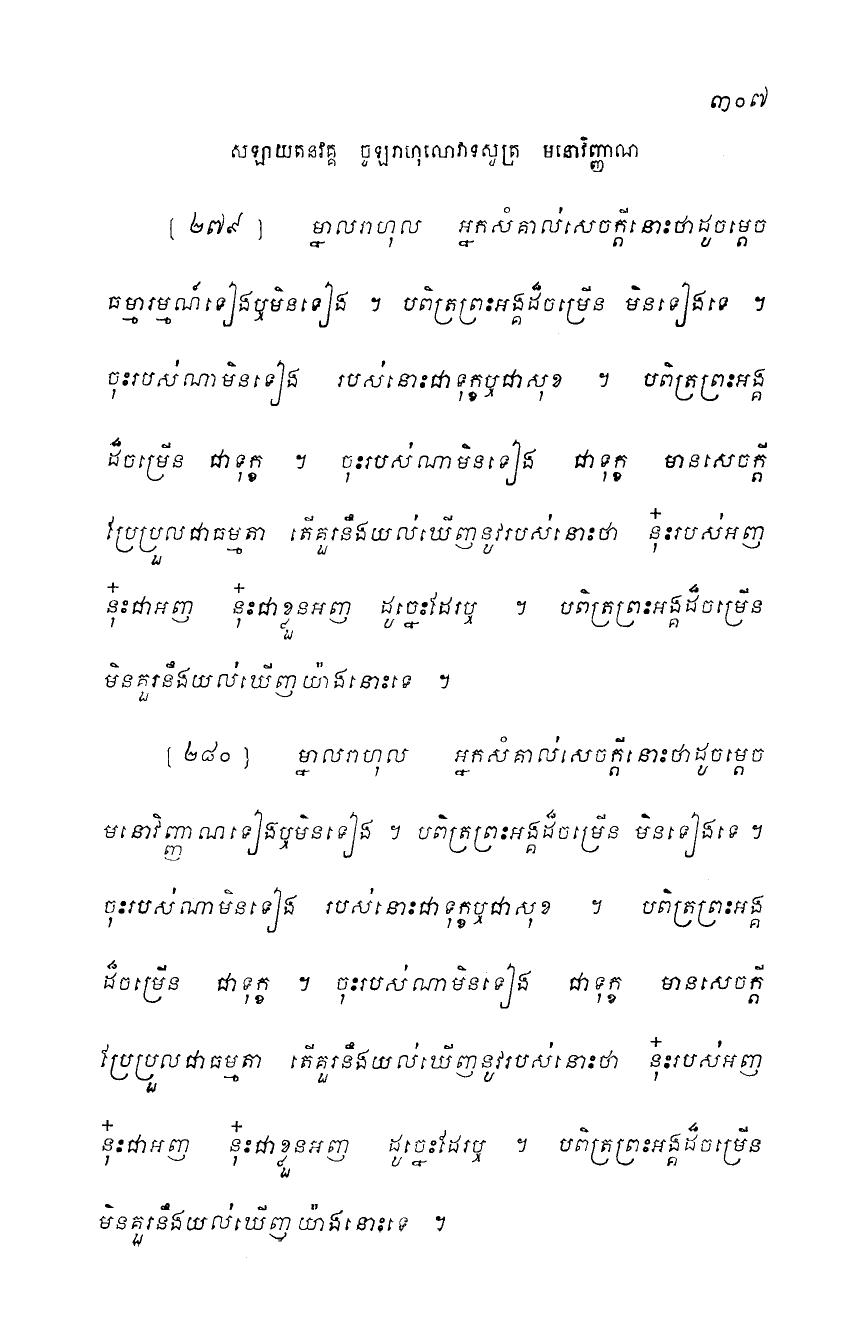 ៣០៧
សឡាយតនវគ្គ ចូឡរាហុលោវាទសូត្រ មនោវិញ្ញាណ
[ ២៧៩ ] ម្នាលរាហុល អ្នកសំគាល់សេចក្តីនោះថាដូចម្តេច
ធម្មារម្មណ៍ទៀងឬមិនទៀង ។ បពិត្រព្រះអង្គដ៏ចម្រើន មិនទៀងទេ ។
ចុះរបស់ណាមិនទៀង របស់នោះជាទុក្ខឬជាសុខ ។ បពិត្រព្រះអង្គ
ដ៏ចម្រើន ជាទុក្ខ ។ ចុះរបស់ណាមិនទៀង ជាទុក្ខ មានសេចក្តី
ប្រែប្រួលជាធម្មតា តើគួរនឹងយល់ឃើញនូវរបស់នោះថា នុ៎ះរបស់អញ
នុ៎ះជាអញ នុ៎ះជាខ្លួនអញ ដូច្នេះដែរឬ ។ បពិត្រព្រះអង្គដ៏ចម្រើន
មិនគួរនឹងយល់ឃើញយ៉ាងនោះទេ ។
[ ២៨០ ] ម្នាលរាហុល អ្នកសំគាល់សេចក្តីនោះថាដូចម្តេច
មនោវិញ្ញាណទៀងឬមិនទៀង ។ បពិត្រព្រះអង្គដ៏ចម្រើន មិនទៀងទេ ។
ចុះរបស់ណាមិនទៀង របស់នោះជាទុក្ខឬជាសុខ ។ បពិត្រព្រះអង្គ
ដ៏ចម្រើន ជាទុក្ខ ។ ចុះរបស់ណាមិនទៀង ជាទុក្ខ មានសេចក្តី
ប្រែប្រួលជាធម្មតា តើគួរនឹងយល់ឃើញនូវរបស់នោះថា នុ៎ះរបស់អញ
នុ៎ះជាអញ នុ៎ះជាខ្លួនអញ ដូច្នេះដែរឬ ។ បពិត្រព្រះអង្គដ៏ចម្រើន
មិនគួរនឹងយល់ឃើញយ៉ាងនោះទេ ។